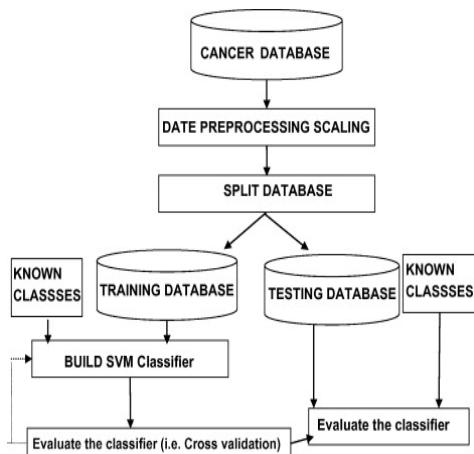 CANCER DATABASE
DATE PREPROCESSING SCALING
SPLIT DATABASE
KNOWN
CLASSSES
TRAINING DATABASE
TESTING DATABASE
KNOWN
CLASSSES
BUILD SVM Classifier
Evaluate the classifier (i.e. Cross validation)
Evaluate the classifier